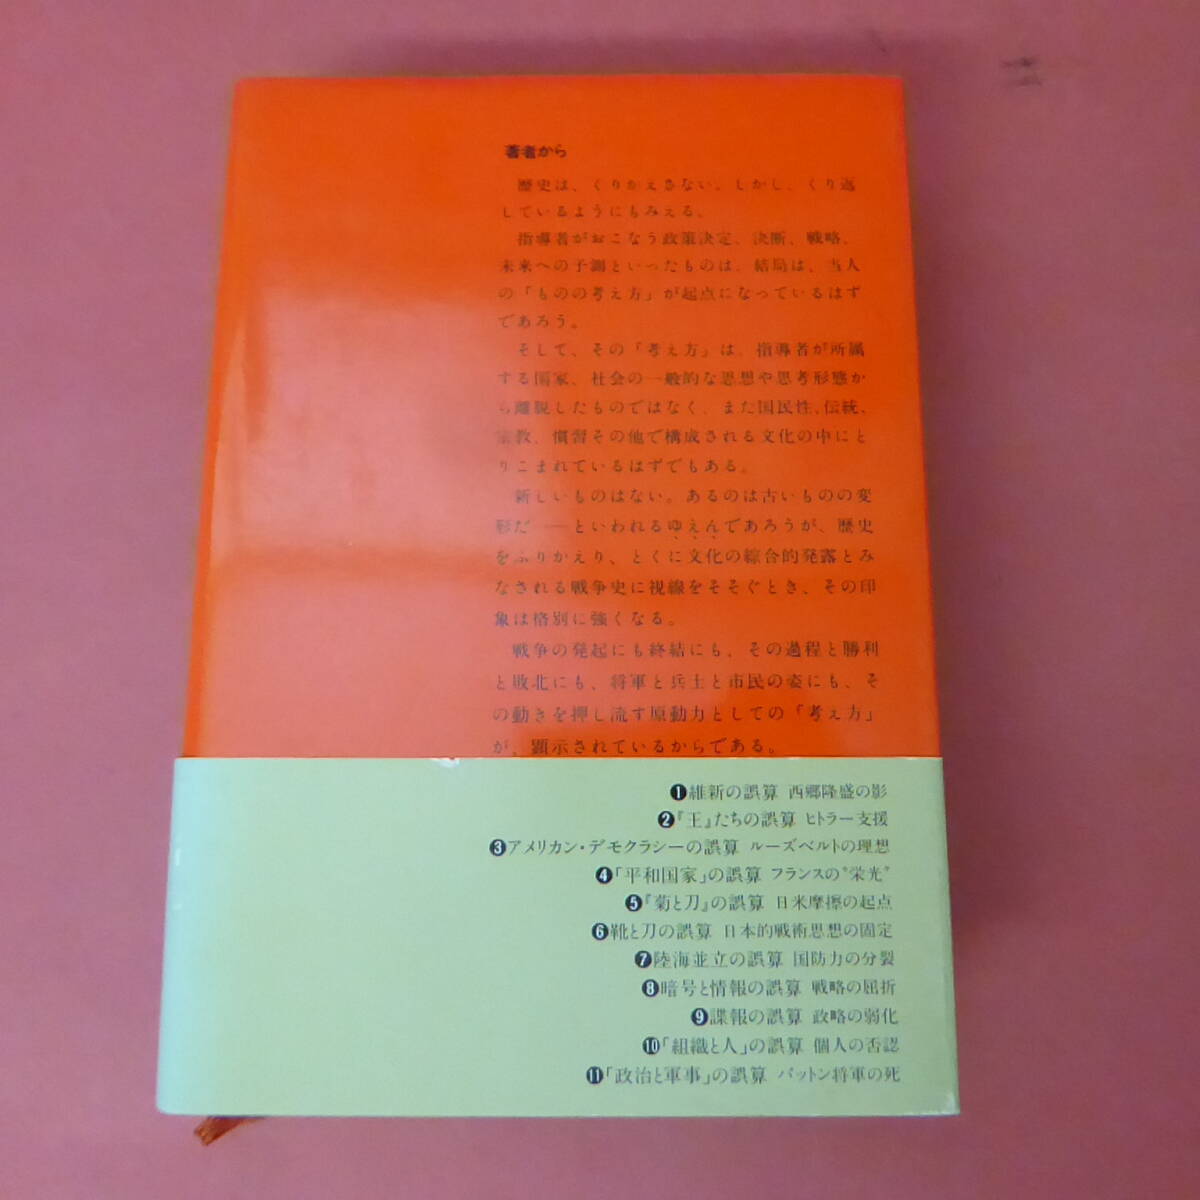 著者から
歴史は、くりかえさない。しかし、くり返
しているようにもみえる。
指導者がおこなう政策決定、決断、戦略、
未来への予測といったものは、結局は、当人
の「ものの考え方」が起点になっているはず
であろう。
そして、その「考え方」は、指導者が所属
する国家、社会の一般的な思想や思考形態か
ら離脱したものではなく、また国民性、伝統、
宗教、慣習その他で構成される文化の中にと
りこまれているはずでもある。
新しいものはない。あるのは古いものの変
形だ――といわれるゆえんであろうが、歴史
をふりかえり、とくに文化の綜合的発露とみ
なされる戦争史に視線をそそぐとき、その印
象は格別に強くなる。
戦争の発起にも終結にも、その過程と勝利
と敗北にも、将軍と兵士と市民の姿にも、そ
の動きを押し流す原動力としての「考え方」
が、顕示されているからである。
❶維新の誤算 西郷隆盛の影
❷『王』たちの誤算 ヒトラー支援
❸アメリカン・デモクラシーの誤算 ルーズベルトの理想
❹「平和国家」の誤算 フランスの〝栄光〟
❺『菊と刀』の誤算 日米摩擦の起点
❻靴と刀の誤算 日本的戦術思想の固定
❼陸海並立の誤算 国防力の分裂
❽暗号と情報の誤算 戦略の屈折
❾諜報の誤算 政略の弱化
❿「組織と人」の誤算 個人の否認
⓫「政治と軍事」の誤算 パットン将軍の死